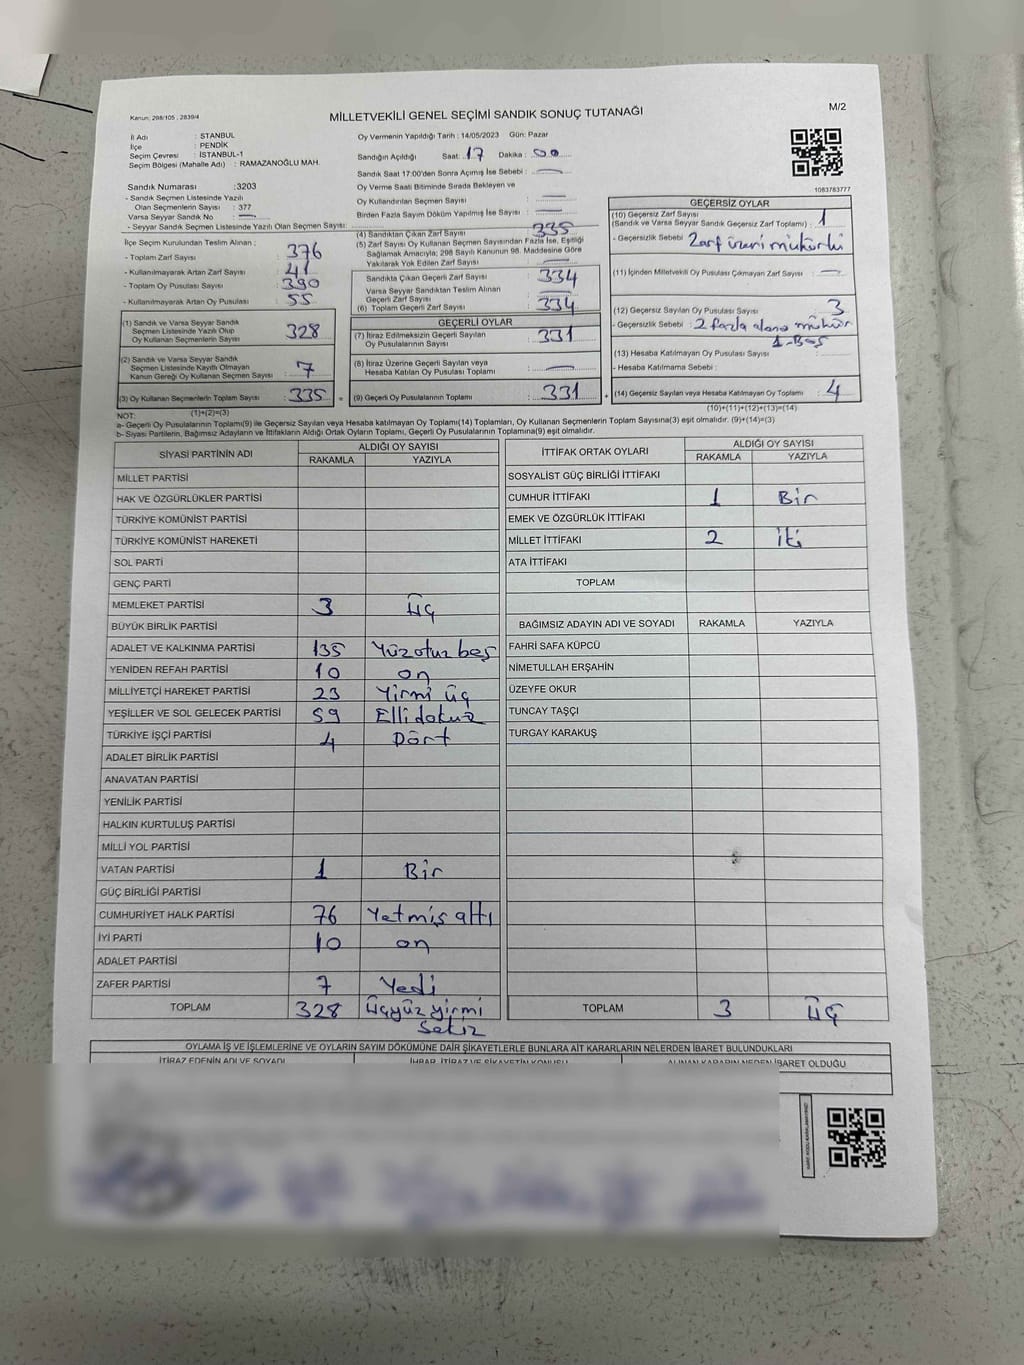 Kanun: 298/105 , 2839/4
MİLLETVEKİLİ GENEL SEÇİMİ SANDIK SONUÇ TUTANAĞI
M/2
İl Adı : İSTANBUL
İlçe : PENDİK
Seçim Çevresi : İSTANBUL-1
Seçim Bölgesi (Mahalle Adı) : RAMAZANOĞLU MAH.
Sandık Numarası :3203
- Sandık Seçmen Listesinde Yazılı
Olan Seçmenlerin Sayısı : 377
Varsa Seyyar Sandık No : —
- Seyyar Sandık Seçmen Listesinde Yazılı Olan Seçmen Sayısı:
Oy Vermenin Yapıldığı Tarih : 14/05/2023 Gün: Pazar
Sandığın Açıldığı Saat: 17 Dakika : 00
Sandık Saat 17:00'den Sonra Açılmış İse Sebebi : —
Oy Verme Saati Bitiminde Sırada Bekleyen ve
Oy Kullandırılan Seçmen Sayısı : —
Birden Fazla Sayım Döküm Yapılmış İse Sayısı : —
1083783777
İlçe Seçim Kurulundan Teslim Alınan ;
- Toplam Zarf Sayısı : 376
- Kullanılmayarak Artan Zarf Sayısı : 41
- Toplam Oy Pusulası Sayısı : 390
- Kullanılmayarak Artan Oy Pusulası : 55
(4) Sandıktan Çıkan Zarf Sayısı : 335
(5) Zarf Sayısı Oy Kullanan Seçmen Sayısından Fazla İse, Eşitliği
Sağlamak Amacıyla; 298 Sayılı Kanunun 98. Maddesine Göre
Yakılarak Yok Edilen Zarf Sayısı : —
Sandıkta Çıkan Geçerli Zarf Sayısı : 334
Varsa Seyyar Sandıktan Teslim Alınan
Geçerli Zarf Sayısı : —
(6) Toplam Geçerli Zarf Sayısı : 334
GEÇERSİZ OYLAR
(10) Geçersiz Zarf Sayısı
(Sandık ve Varsa Seyyar Sandık Geçersiz Zarf Toplamı) : 1
- Geçersizlik Sebebi : Zarf üzeri mühürlü
(11) İçinden Milletvekili Oy Pusulası Çıkmayan Zarf Sayısı : —
(12) Geçersiz Sayılan Oy Pusulası Sayısı : 3
- Geçersizlik Sebebi : 2 fazla alana mühür
1-Boş
(13) Hesaba Katılmayan Oy Pusulası Sayısı :
- Hesaba Katılmama Sebebi :
(14) Geçersiz Sayılan veya Hesaba Katılmayan Oy Toplamı : 4
(1) Sandık ve Varsa Seyyar Sandık
Seçmen Listesinde Yazılı Olup
Oy Kullanan Seçmenlerin Sayısı : 328
(2) Sandık ve Varsa Seyyar Sandık
Seçmen Listesinde Kayıtlı Olmayan
Kanun Gereği Oy Kullanan Seçmen Sayısı : 7
(3) Oy Kullanan Seçmenlerin Toplam Sayısı : 335
GEÇERLİ OYLAR
(7) İtiraz Edilmeksizin Geçerli Sayılan
Oy Pusulalarının Sayısı : 331
(8) İtiraz Üzerine Geçerli Sayılan veya
Hesaba Katılan Oy Pusulası Toplamı : —
= (9) Geçerli Oy Pusulalarının Toplamı : 331 +
NOT: (1)+(2)=(3)
(10)+(11)+(12)+(13)=(14)
a- Geçerli Oy Pusulalarının Toplamı(9) ile Geçersiz Sayılan veya Hesaba katılmayan Oy Toplamı(14) Toplamları, Oy Kullanan Seçmenlerin Toplam Sayısına(3) eşit olmalıdır. (9)+(14)=(3)
b- Siyasi Partilerin, Bağımsız Adayların ve İttifakların Aldığı Ortak Oyların Toplamı, Geçerli Oy Pusulalarının Toplamına(9) eşit olmalıdır.
SİYASİ PARTİNİN ADI ALDIĞI OY SAYISI
RAKAMLA YAZIYLA
MİLLET PARTİSİ
HAK VE ÖZGÜRLÜKLER PARTİSİ
TÜRKİYE KOMÜNİST PARTİSİ
TÜRKİYE KOMÜNİST HAREKETİ
SOL PARTİ
GENÇ PARTİ
MEMLEKET PARTİSİ 3 Üç
BÜYÜK BİRLİK PARTİSİ
ADALET VE KALKINMA PARTİSİ 135 Yüzotuz beş
YENİDEN REFAH PARTİSİ 10 on
MİLLİYETÇİ HAREKET PARTİSİ 23 Yirmi üç
YEŞİLLER VE SOL GELECEK PARTİSİ 59 Elli dokuz
TÜRKİYE İŞÇİ PARTİSİ 4 Dört
ADALET BİRLİK PARTİSİ
ANAVATAN PARTİSİ
YENİLİK PARTİSİ
HALKIN KURTULUŞ PARTİSİ
MİLLİ YOL PARTİSİ
VATAN PARTİSİ 1 Bir
GÜÇ BİRLİĞİ PARTİSİ
CUMHURİYET HALK PARTİSİ 76 Yetmiş altı
İYİ PARTİ 10 on
ADALET PARTİSİ
ZAFER PARTİSİ 7 Yedi
TOPLAM 328 Üçyüz yirmi
sekiz
İTTİFAK ORTAK OYLARI ALDIĞI OY SAYISI
RAKAMLA YAZIYLA
SOSYALİST GÜÇ BİRLİĞİ İTTİFAKI
CUMHUR İTTİFAKI 1 Bir
EMEK VE ÖZGÜRLÜK İTTİFAKI
MİLLET İTTİFAKI 2 iki
ATA İTTİFAKI
TOPLAM
BAĞIMSIZ ADAYIN ADI VE SOYADI RAKAMLA YAZIYLA
FAHRİ SAFA KÜPCÜ
NİMETULLAH ERŞAHİN
ÜZEYFE OKUR
TUNCAY TAŞÇI
TURGAY KARAKUŞ
TOPLAM 3 Üç
OYLAMA İŞ VE İŞLEMLERİNE VE OYLARIN SAYIM DÖKÜMÜNE DAİR ŞİKAYETLERLE BUNLARA AİT KARARLARIN NELERDEN İBARET BULUNDUKLARI
İTİRAZ EDENİN ADI VE SOYADI İHBAR, İTİRAZ VE ŞİKAYETİN KONUSU ALINAN KARARIN NEDEN İBARET OLDUĞU